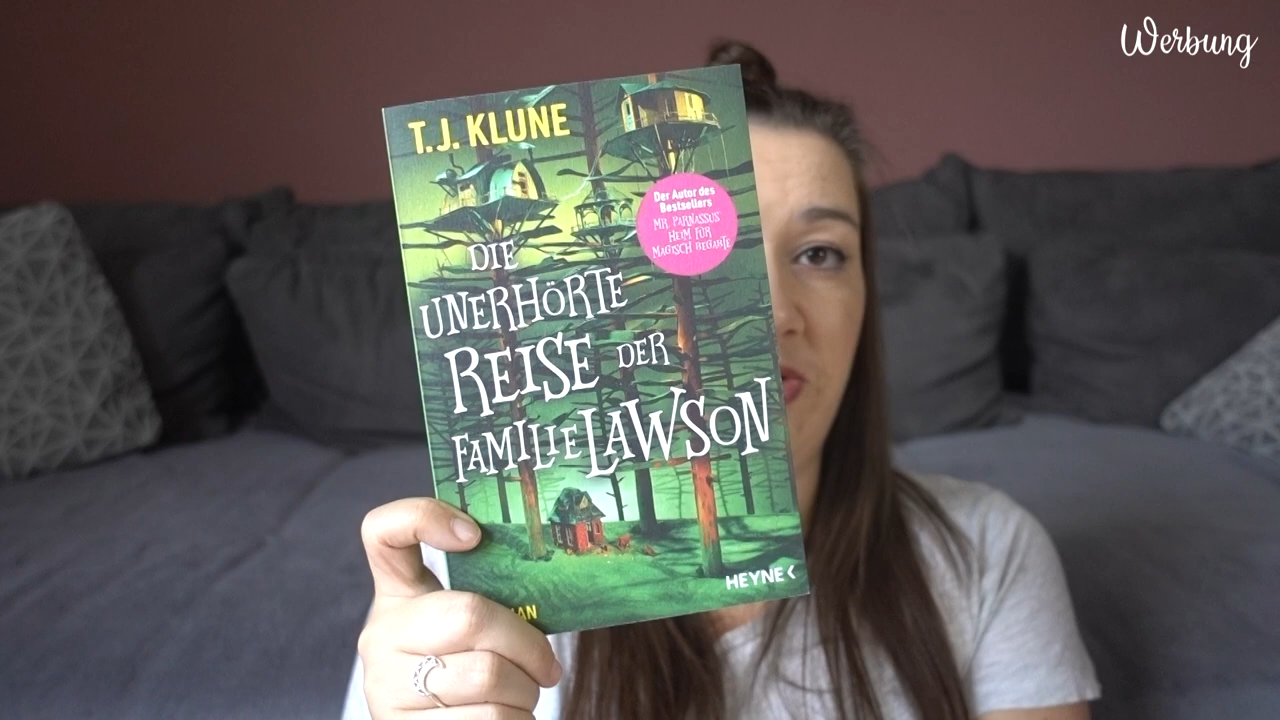 Werbung
T.J. KLUNE
Der Autor des
Bestsellers
MR. PARNASSUS'
HEIM FÜR
MAGISCH BEGABTE
DIE
UNERHÖRTE
REISE DER
FAMILIE LAWSON
HEYNE <